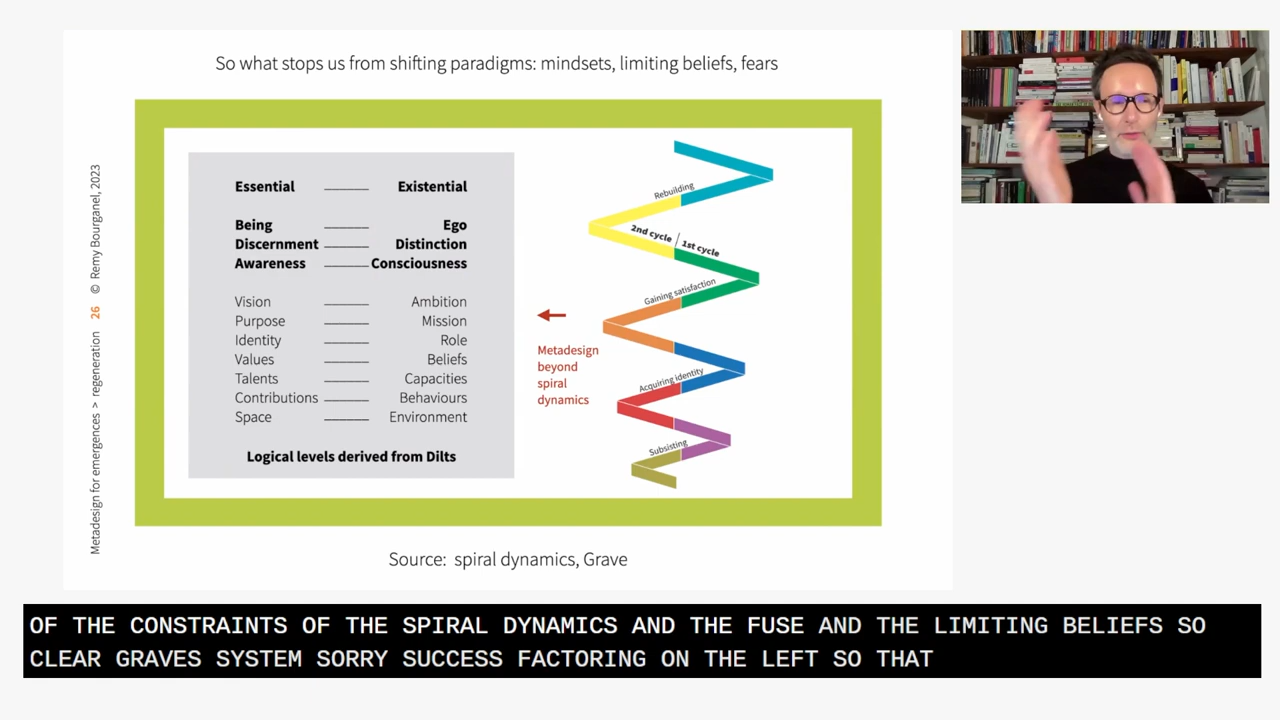 So what stops us from shifting paradigms: mindsets, limiting beliefs, fears
Metadesign for emergences > regeneration 26 © Remy Bourganel, 2023
Essential Existential
Being Ego
Discernment Distinction
Awareness Consciousness
Vision Ambition
Purpose Mission
Identity Role
Values Beliefs
Talents Capacities
Contributions Behaviours
Space Environment
Logical levels derived from Dilts
Metadesign
beyond
spiral
dynamics
Rebuilding
2nd cycle 1st cycle
Gaining satisfaction
Acquiring identity
Subsisting
Source: spiral dynamics, Grave
OF THE CONSTRAINTS OF THE SPIRAL DYNAMICS AND THE FUSE AND THE LIMITING BELIEFS SO
CLEAR GRAVES SYSTEM SORRY SUCCESS FACTORING ON THE LEFT SO THAT